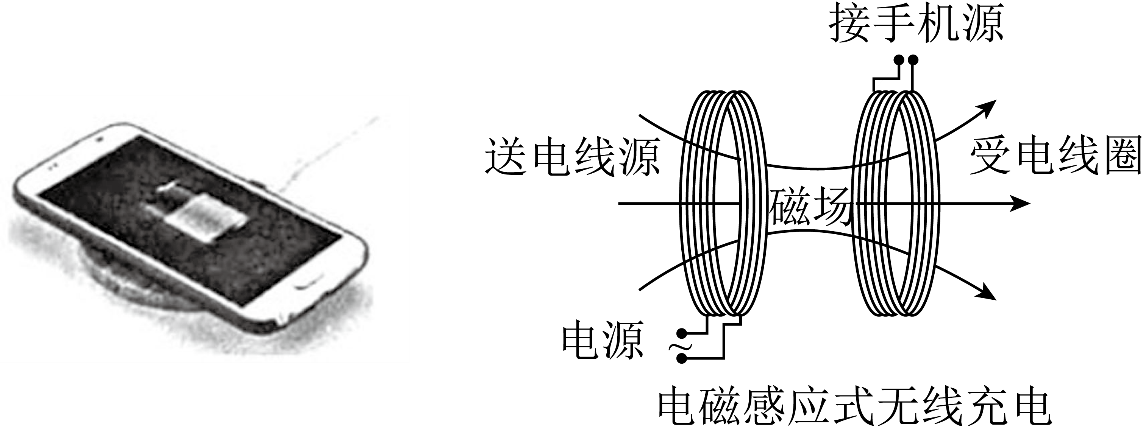 接手机源
送电线源
受电线圈
磁场
电源
~
电磁感应式无线充电